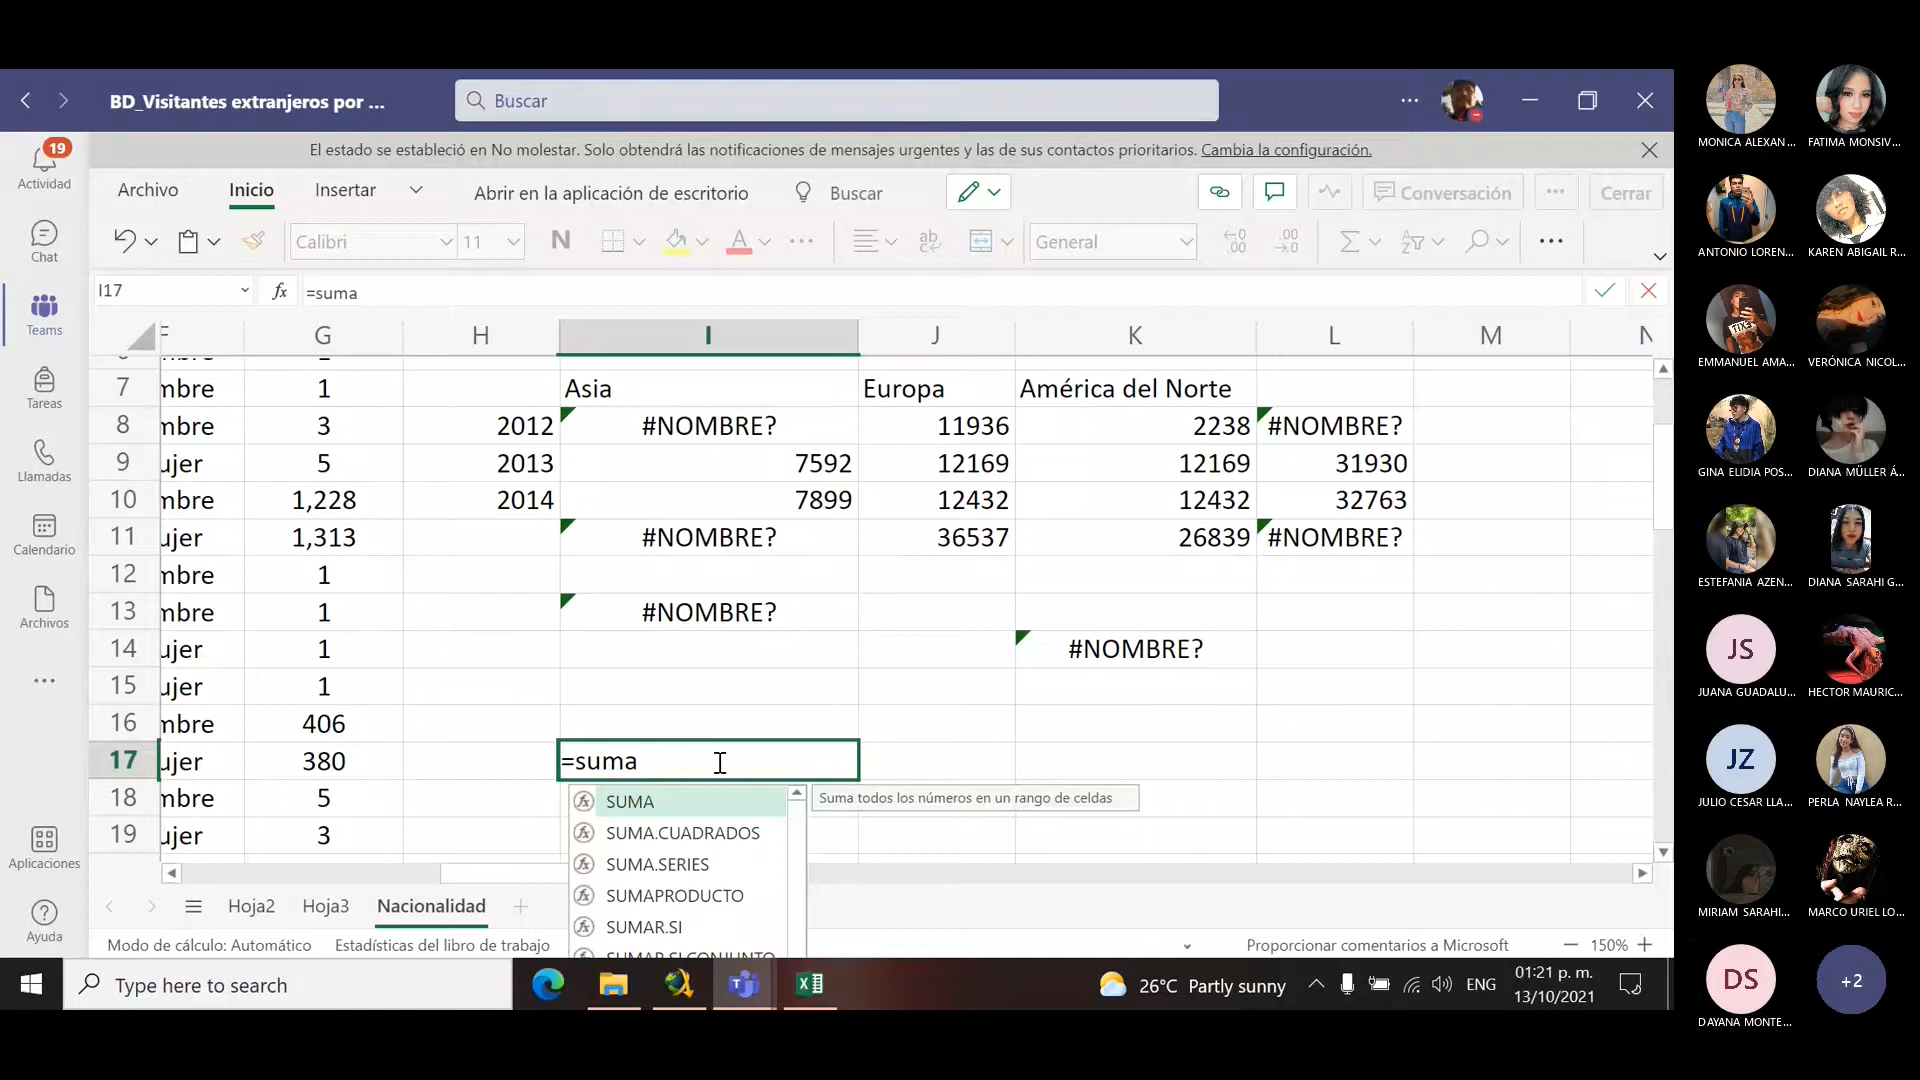 BD_Visitantes extranjeros por ...
Buscar
El estado se estableció en No molestar. Solo obtendrá las notificaciones de mensajes urgentes y las de sus contactos prioritarios. Cambia la configuración.
19
Actividad
Chat
Teams
Tareas
Llamadas
Calendario
Archivos
Aplicaciones
Ayuda
Archivo Inicio Insertar Abrir en la aplicación de escritorio Buscar Conversación Cerrar
Calibri 11 N General
I17 fx =suma
F G H I J K L M N
7 mbre 1 Asia Europa América del Norte
8 mbre 3 2012 #NOMBRE? 11936 2238 #NOMBRE?
9 ujer 5 2013 7592 12169 12169 31930
10 mbre 1,228 2014 7899 12432 12432 32763
11 ujer 1,313 #NOMBRE? 36537 26839 #NOMBRE?
12 mbre 1
13 mbre 1 #NOMBRE?
14 ujer 1 #NOMBRE?
15 ujer 1
16 mbre 406
17 ujer 380 =suma
18 mbre 5
19 ujer 3
SUMA
Suma todos los números en un rango de celdas
SUMA.CUADRADOS
SUMA.SERIES
SUMAPRODUCTO
SUMAR.SI
SUMAR.SI.CONJUNTO
Hoja2 Hoja3 Nacionalidad
Modo de cálculo: Automático Estadísticas del libro de trabajo Proporcionar comentarios a Microsoft 150%
Type here to search
26°C Partly sunny ENG
01:21 p. m.
13/10/2021
MONICA ALEXAN... FATIMA MONSIV...
ANTONIO LOREN... KAREN ABIGAIL R...
EMMANUEL AMA... VERÓNICA NICOL...
GINA ELIDIA POS... DIANA MÜLLER Á...
ESTEFANIA AZEN... DIANA SARAHI G...
JS
JUANA GUADALU... HECTOR MAURIC...
JZ
JULIO CESAR LLA... PERLA NAYLEA R...
MIRIAM SARAHI... MARCO URIEL LO...
DS +2
DAYANA MONTE...